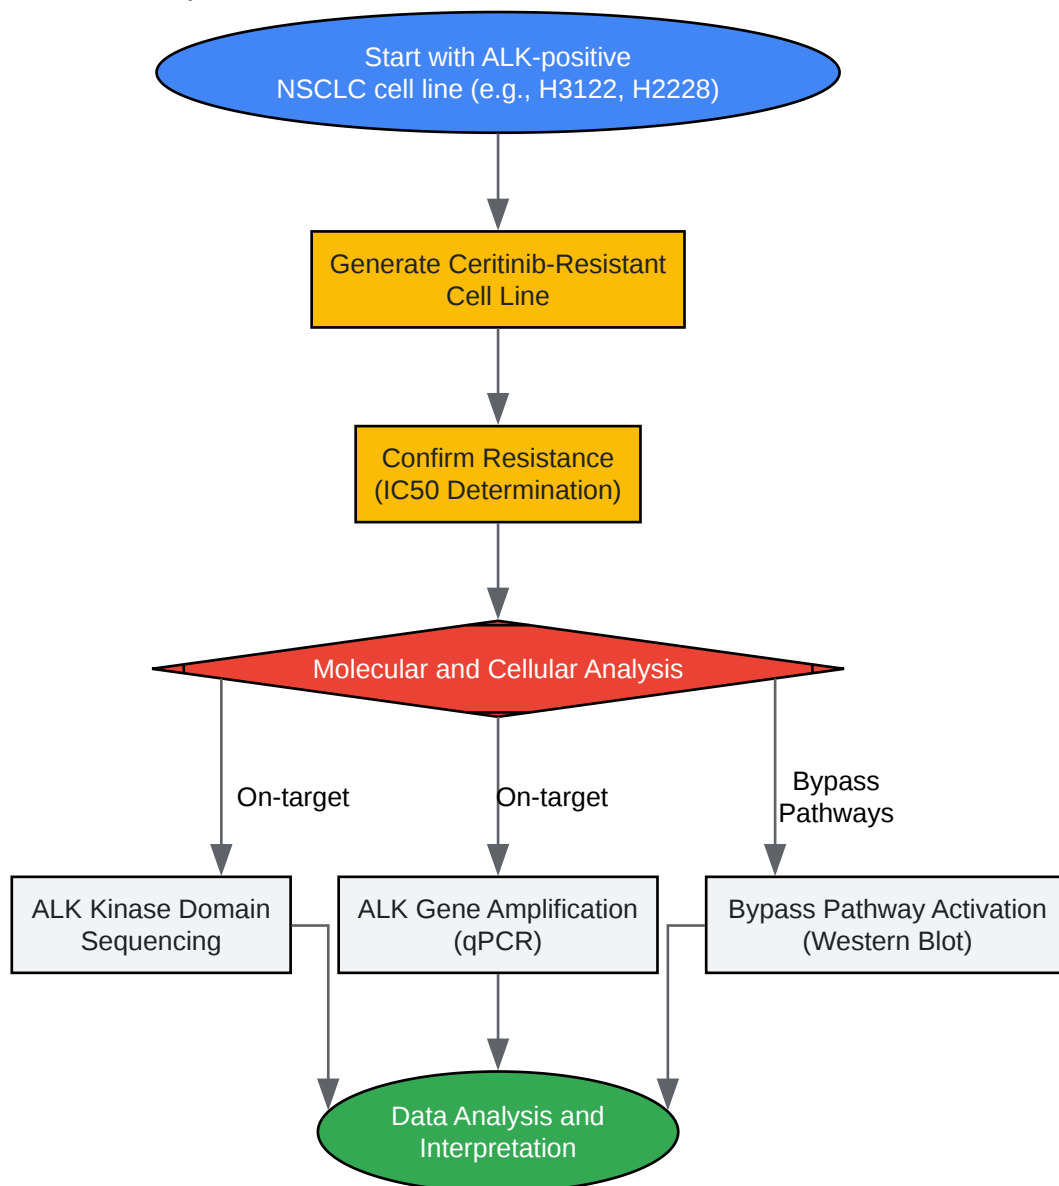 Start with ALK-positive
NSCLC cell line (e.g., H3122, H2228)
Generate Ceritinib-Resistant
Cell Line
Confirm Resistance
(IC50 Determination)
Molecular and Cellular Analysis
On-target
On-target
Bypass
Pathways
ALK Kinase Domain
Sequencing
ALK Gene Amplification
(qPCR)
Bypass Pathway Activation
(Western Blot)
Data Analysis and
Interpretation